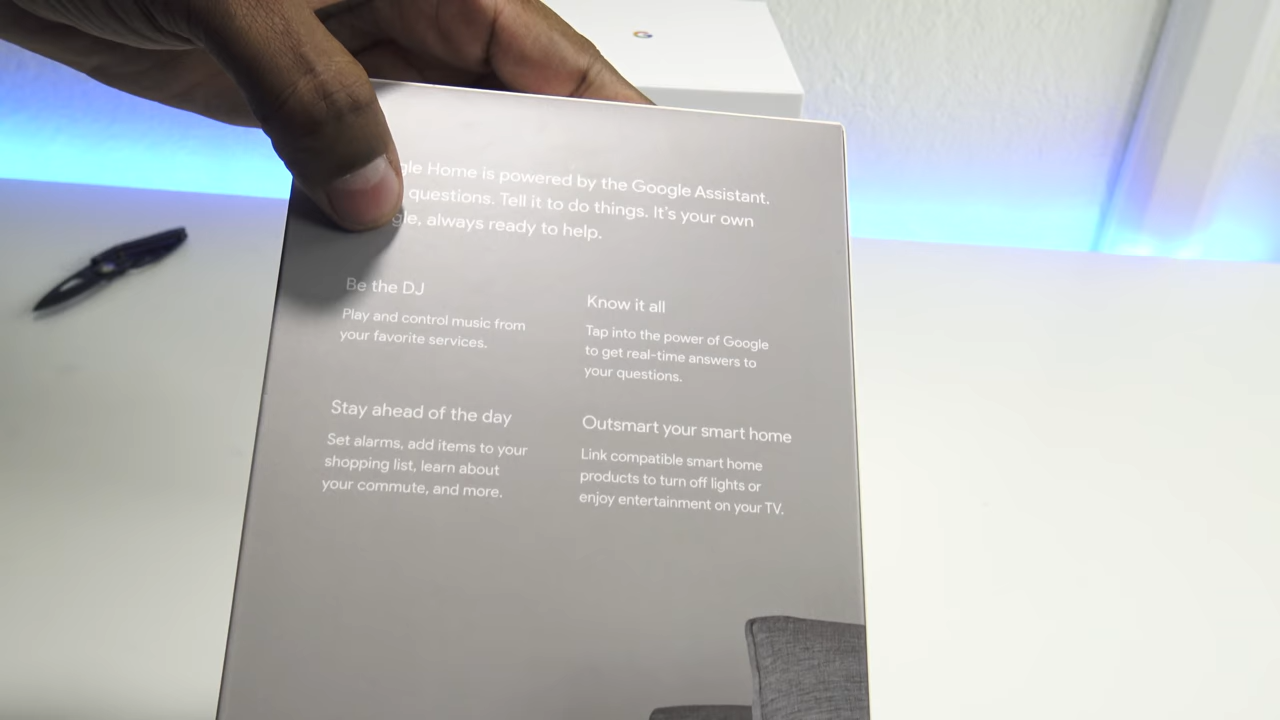 gle Home is powered by the Google Assistant.
questions. Tell it to do things. It's your own
gle, always ready to help.
Be the DJ
Play and control music from
your favorite services.
Know it all
Tap into the power of Google
to get real-time answers to
your questions.
Stay ahead of the day
Set alarms, add items to your
shopping list, learn about
your commute, and more.
Outsmart your smart home
Link compatible smart home
products to turn off lights or
enjoy entertainment on your TV.